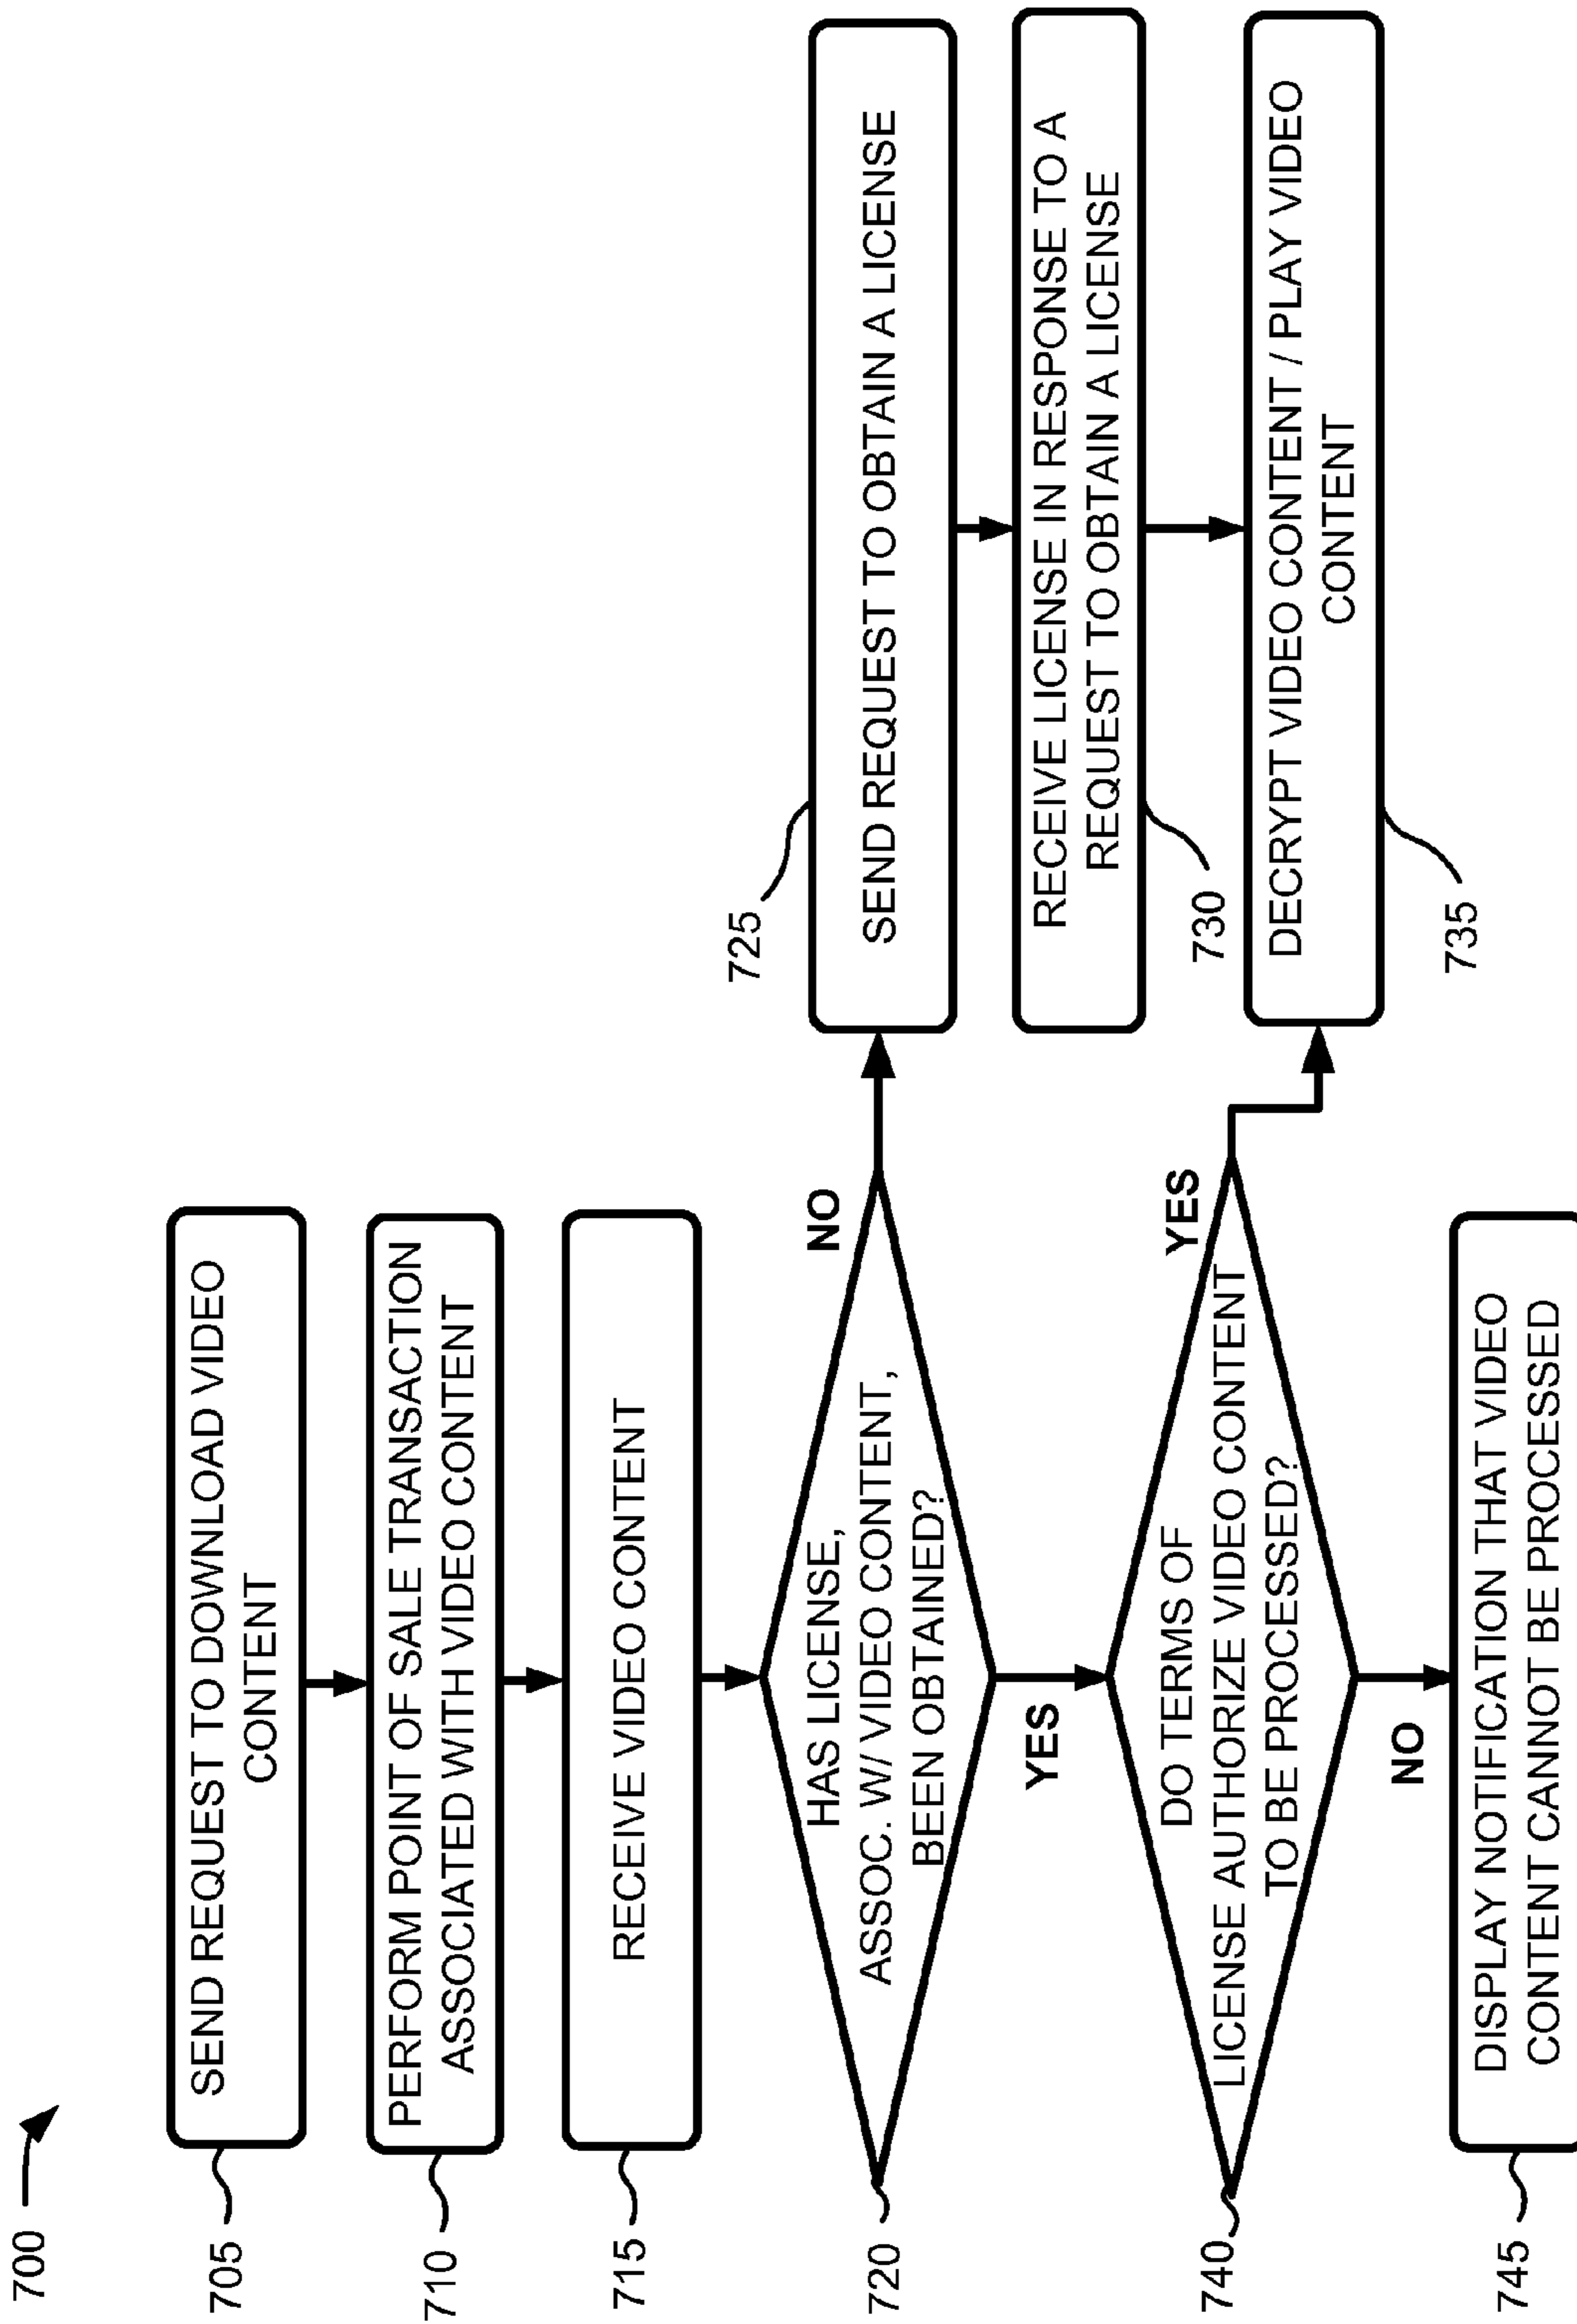 700
705
SEND REQUEST TO DOWNLOAD VIDEO
CONTENT
710
PERFORM POINT OF SALE TRANSACTION
ASSOCIATED WITH VIDEO CONTENT
715
RECEIVE VIDEO CONTENT
720
HAS LICENSE,
ASSOC. W/ VIDEO CONTENT,
BEEN OBTAINED?
NO
YES
725
SEND REQUEST TO OBTAIN A LICENSE
RECEIVE LICENSE IN RESPONSE TO A
REQUEST TO OBTAIN A LICENSE
730
740
DO TERMS OF
LICENSE AUTHORIZE VIDEO CONTENT
TO BE PROCESSED?
YES
NO
DECRYPT VIDEO CONTENT / PLAY VIDEO
CONTENT
735
745
DISPLAY NOTIFICATION THAT VIDEO
CONTENT CANNOT BE PROCESSED